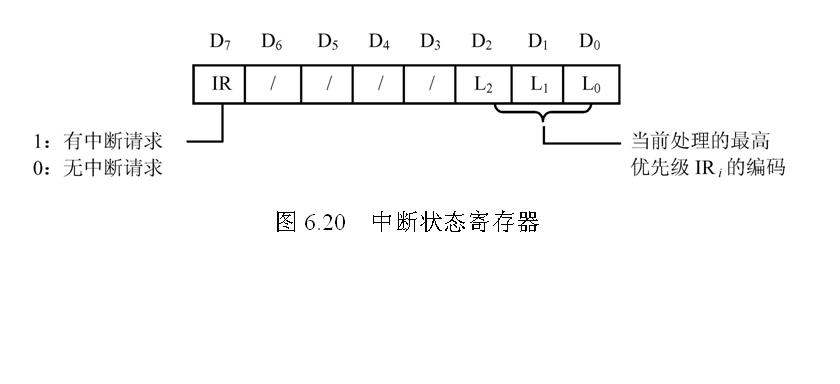 D₇ D₆ D₅ D₄ D₃ D₂ D₁ D₀
IR / / / / L₂ L₁ L₀
1：有中断请求
0：无中断请求
当前处理的最高
优先级 IRᵢ 的编码
图 6.20 中断状态寄存器